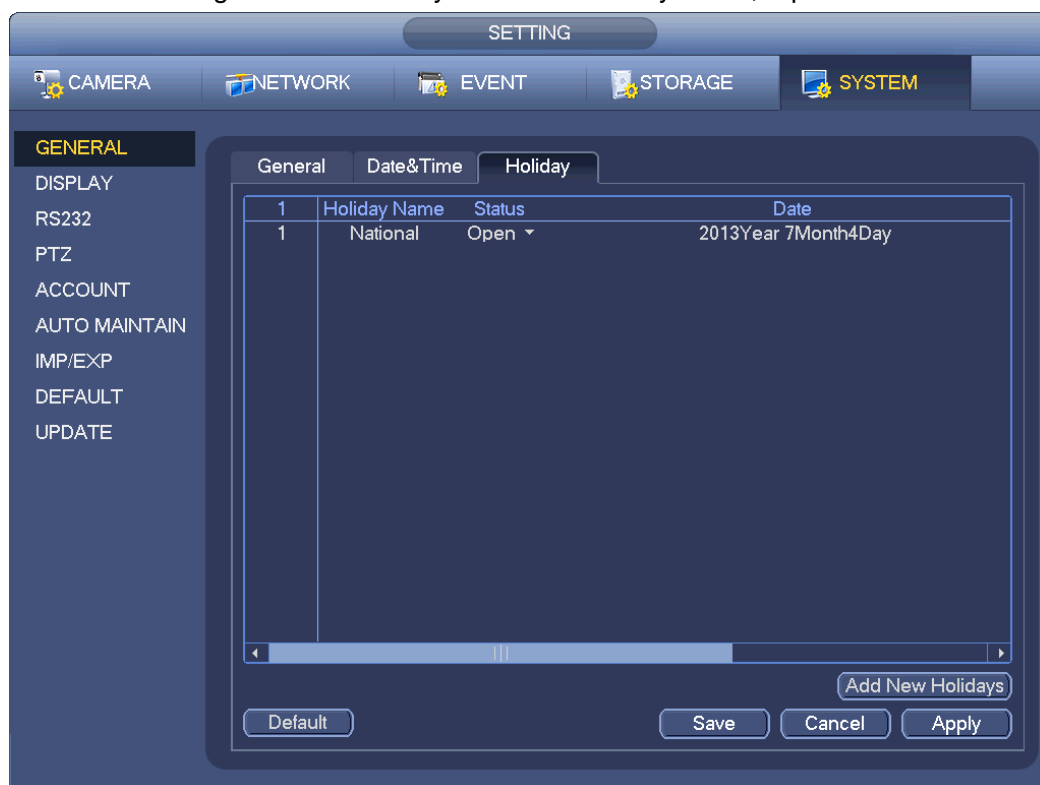 SETTING
CAMERA NETWORK EVENT STORAGE SYSTEM
GENERAL
DISPLAY
RS232
PTZ
ACCOUNT
AUTO MAINTAIN
IMP/EXP
DEFAULT
UPDATE
General Date&Time Holiday
1 Holiday Name Status Date
1 National Open 2013Year 7Month4Day
Add New Holidays
Default Save Cancel Apply